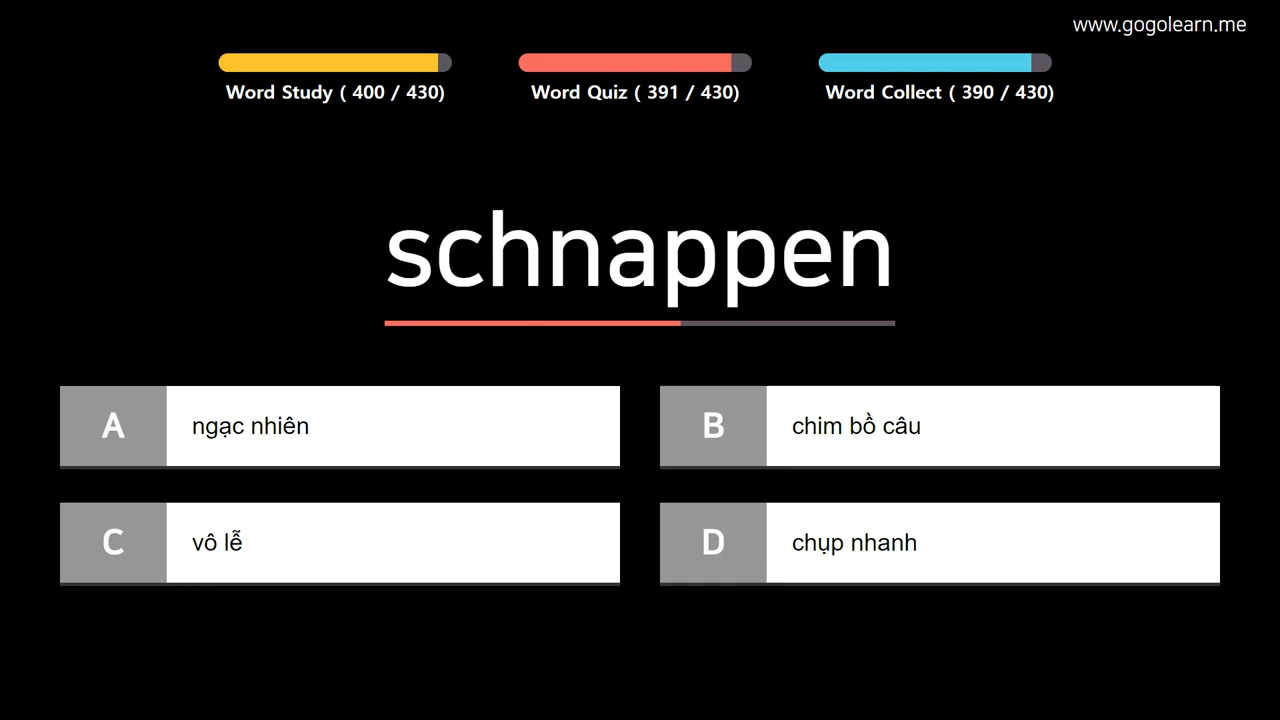 www.gogolearn.me
Word Study ( 400 / 430)
Word Quiz ( 391 / 430)
Word Collect ( 390 / 430)
schnappen
A
ngạc nhiên
B
chim bồ câu
C
vô lễ
D
chụp nhanh